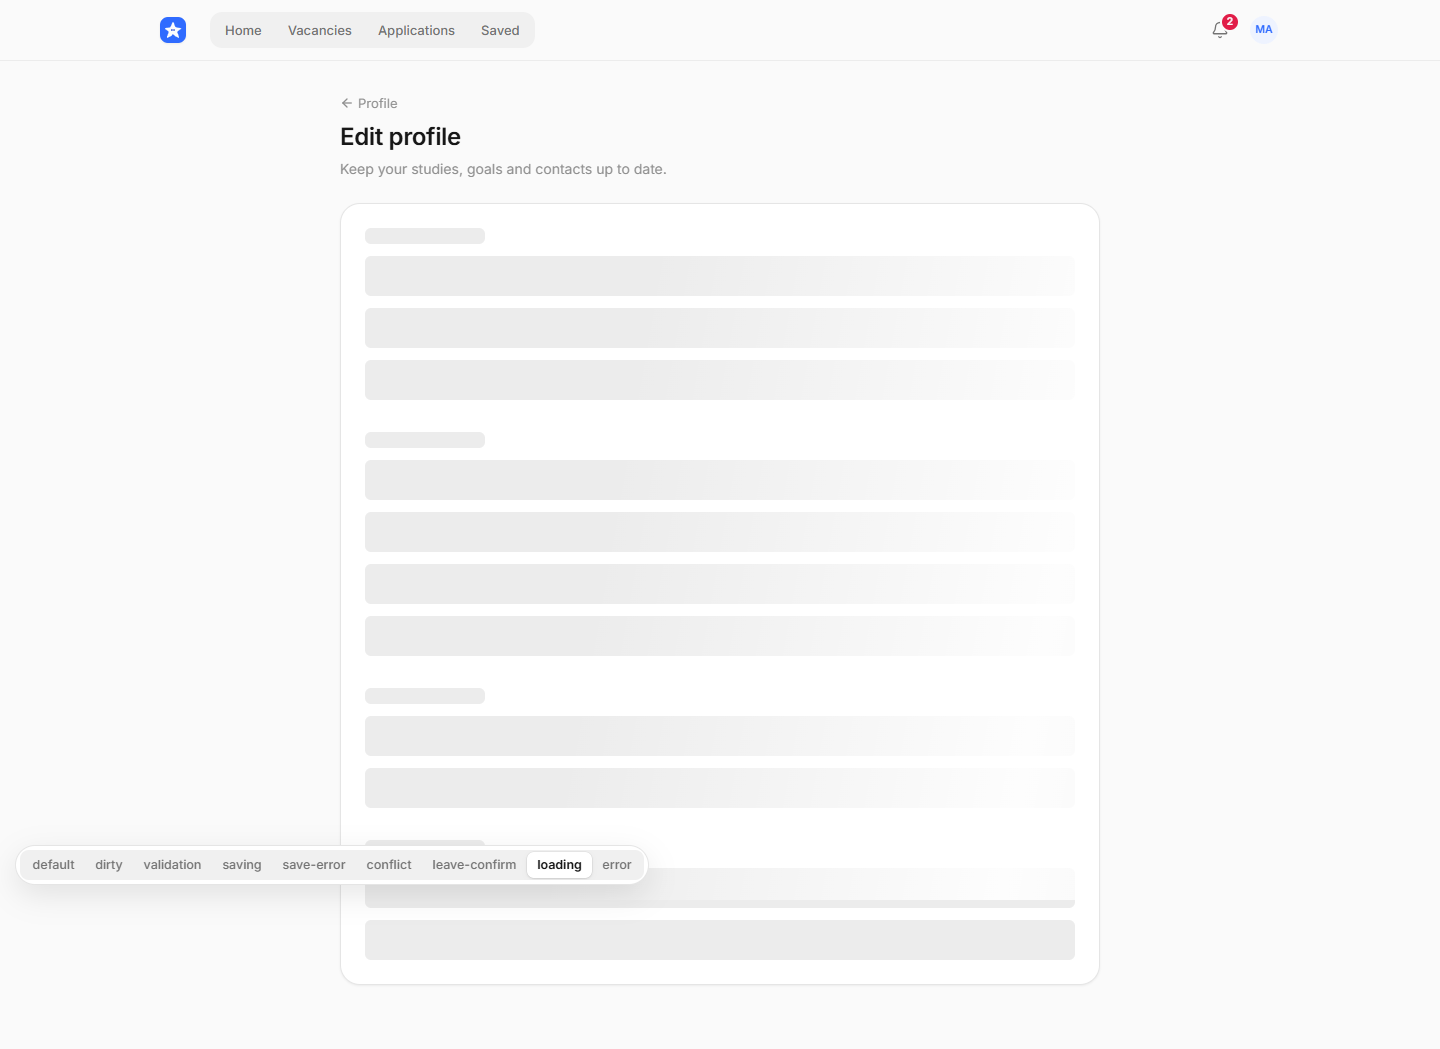 Home Vacancies Applications Saved 2 MA
Profile
Edit profile
Keep your studies, goals and contacts up to date.
default dirty validation saving save-error conflict leave-confirm loading error